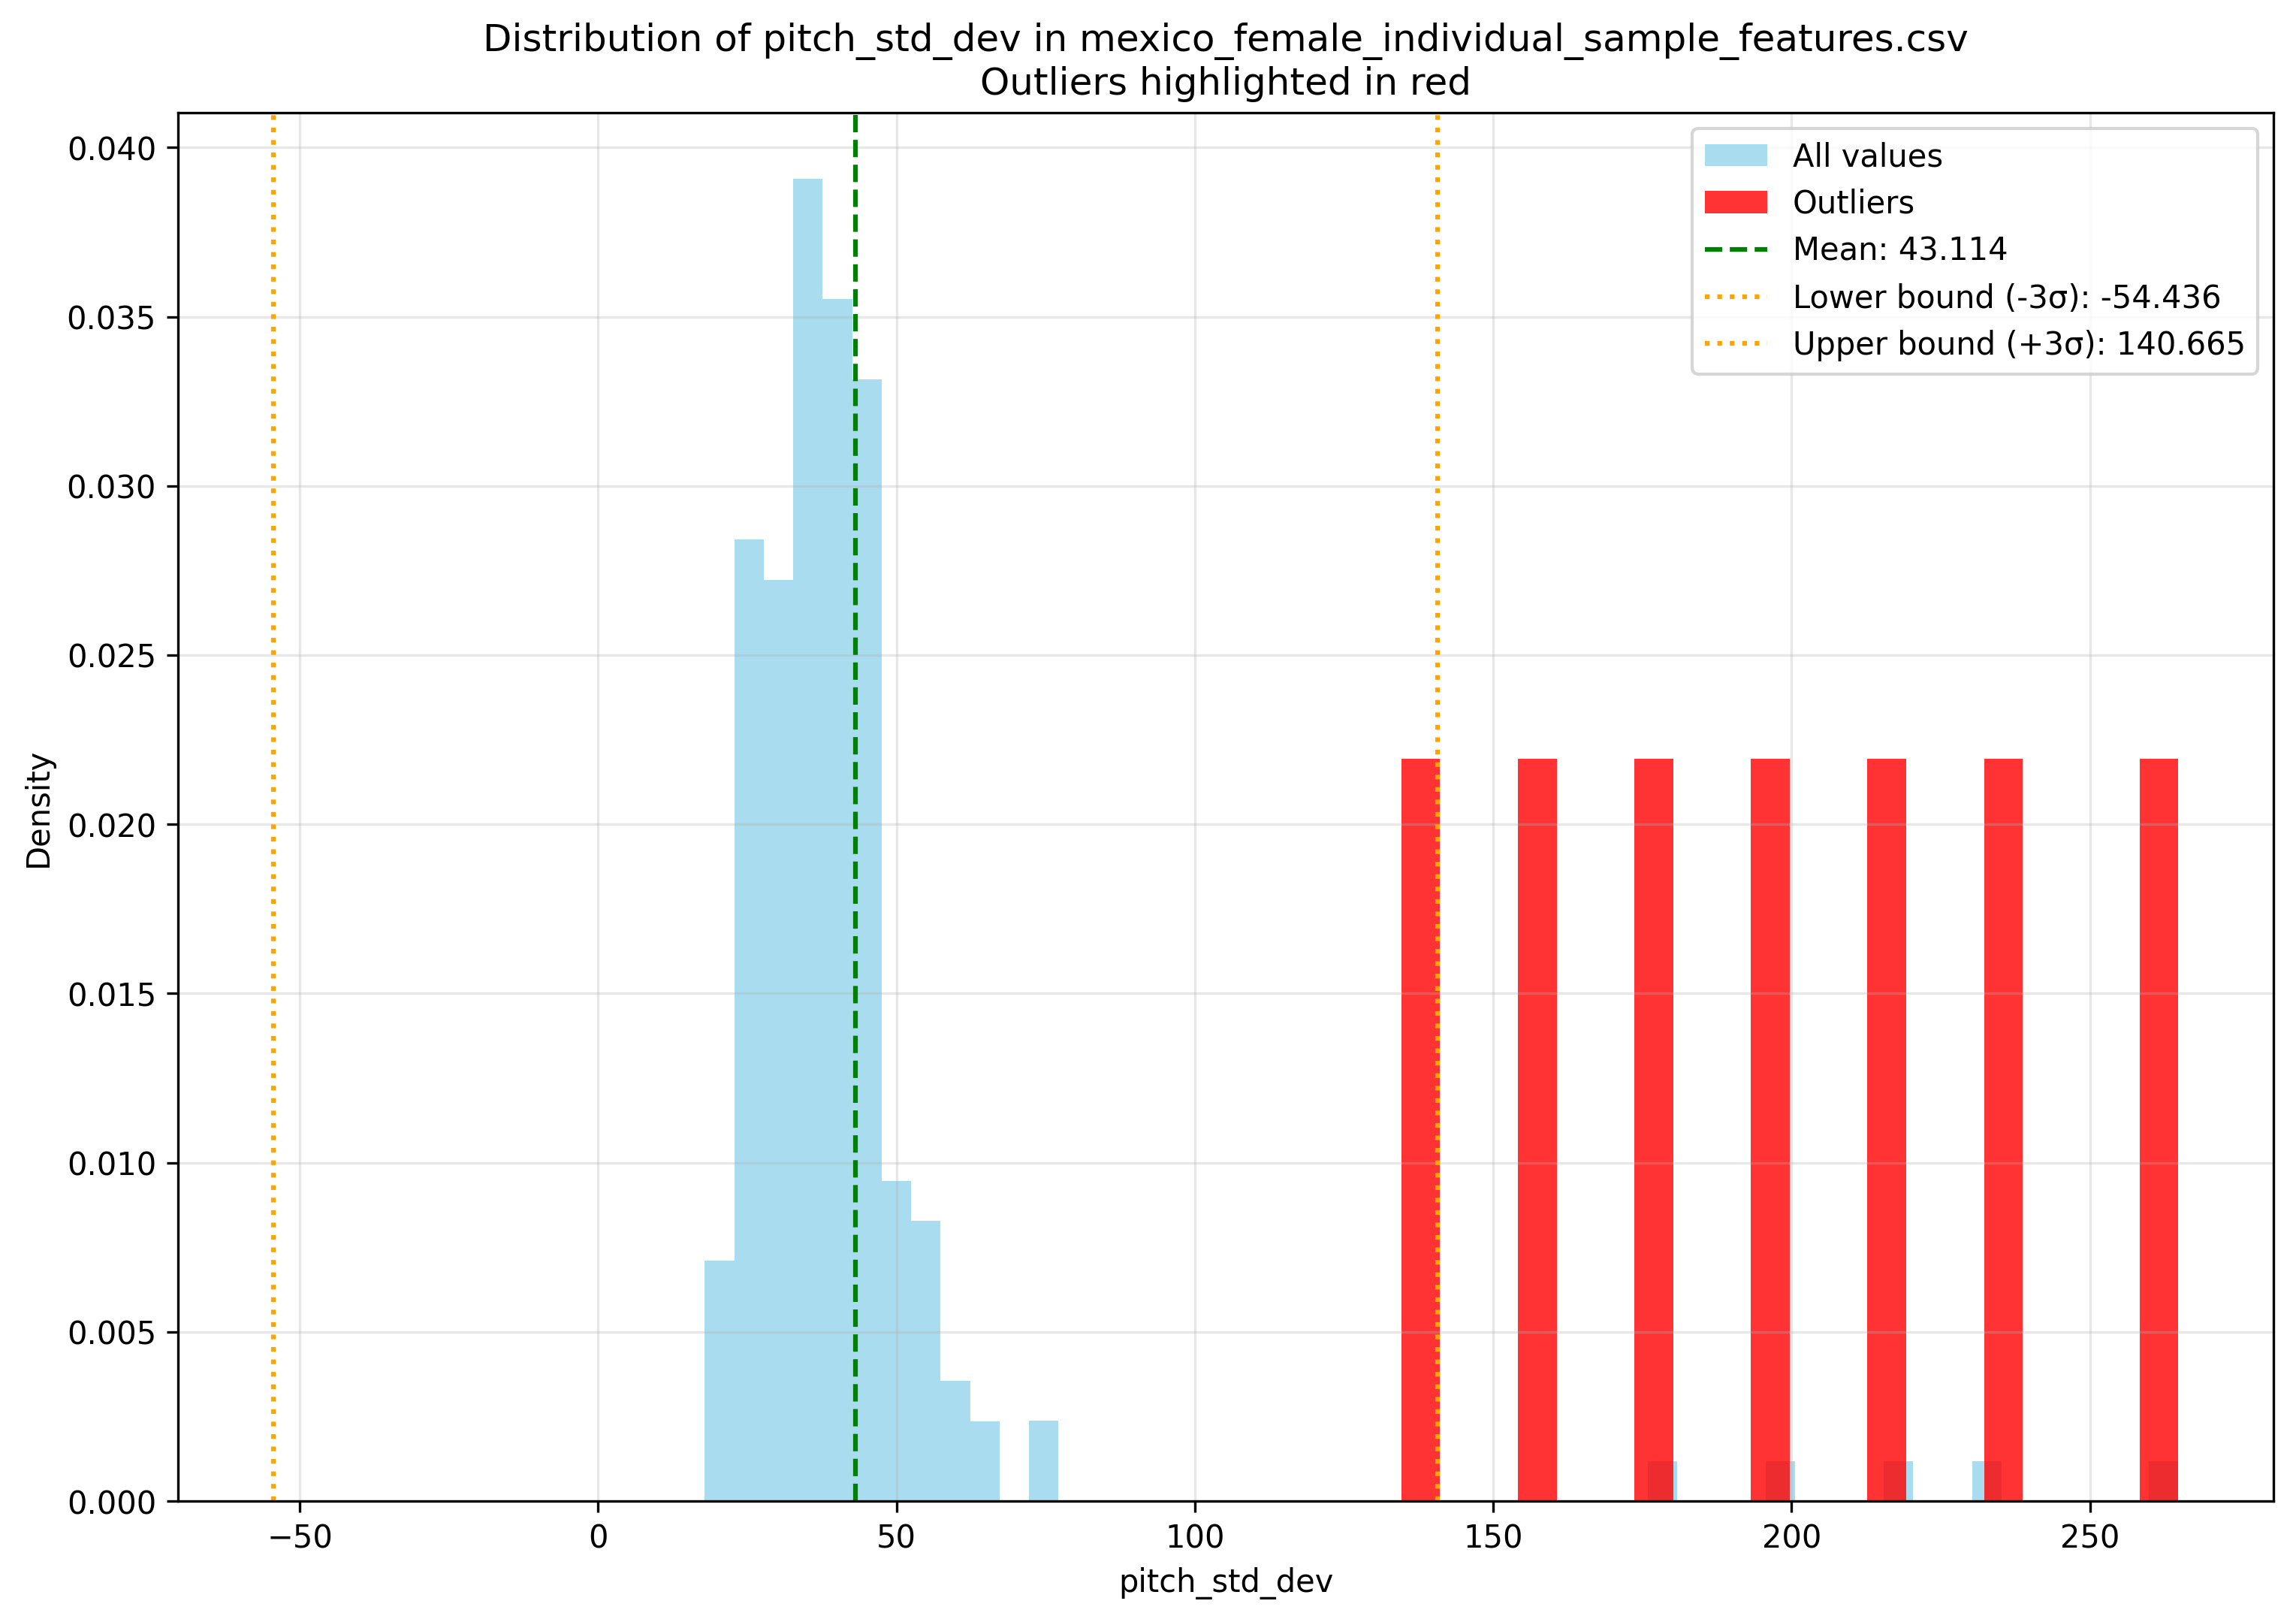 Distribution of pitch_std_dev in mexico_female_individual_sample_features.csv
Outliers highlighted in red
All values
Outliers
Mean: 43.114
Lower bound (-3σ): -54.436
Upper bound (+3σ): 140.665
0.040
0.035
0.030
0.025
0.020
0.015
0.010
0.005
0.000
Density
−50
0
50
100
150
200
250
pitch_std_dev